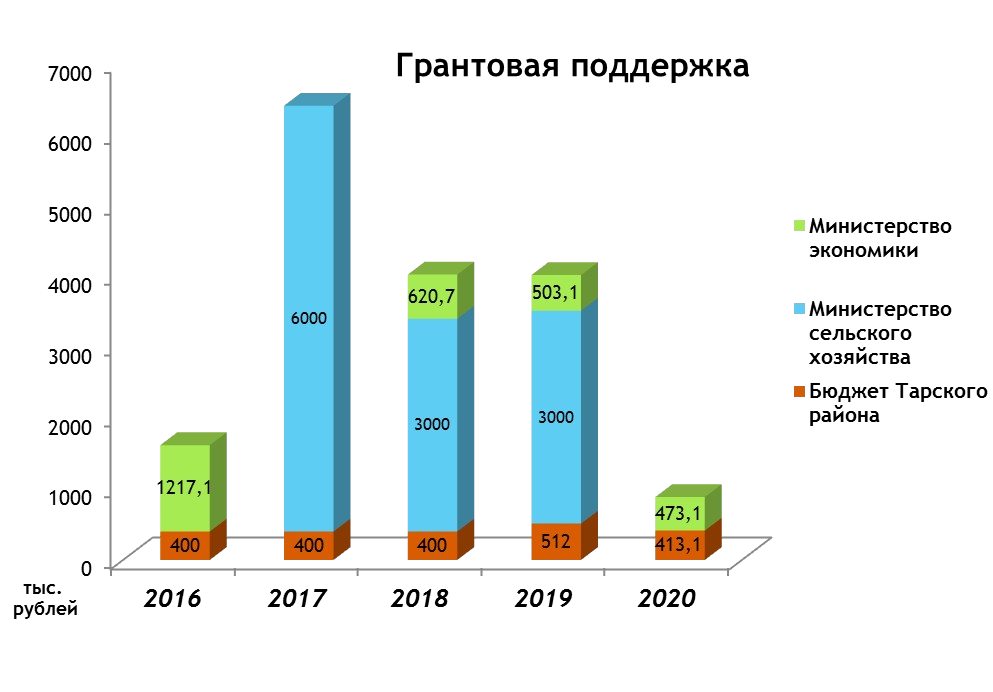 Грантовая поддержка
7000
6000
5000
4000
3000
2000
1000
0
тыс.
рублей
1217,1
400
6000
400
620,7
3000
400
503,1
3000
512
473,1
413,1
2016
2017
2018
2019
2020
Министерство
экономики
Министерство
сельского
хозяйства
Бюджет Тарского
района